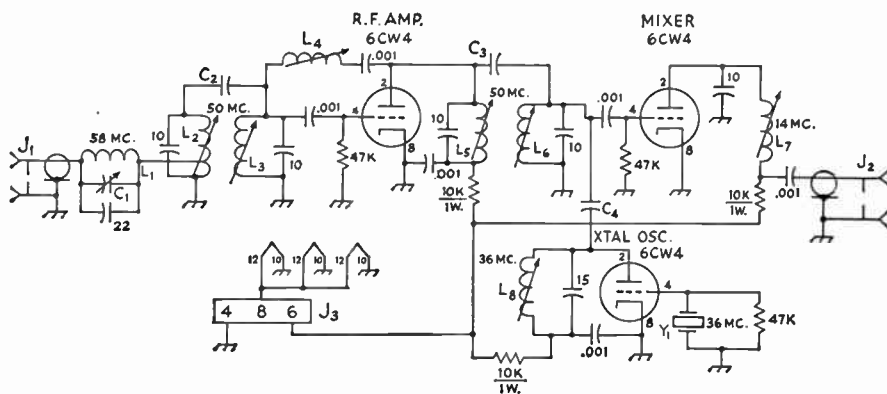 R.F. AMP.
6CW4
MIXER
6CW4
L4
.001
C3
C2
50 MC.
.001
2
4
8
50 MC.
.001
2
4
8
10
58 MC.
J1
10
L2
L3
10
47K
10
L5
L6
10
47K
14 MC.
L7
J2
L1
C1
22
.001
10K
1W.
C4
10K
1W.
.001
XTAL OSC.
6CW4
12
10
12
10
12
10
36 MC.
L8
15
2
4
8
4 8 6
J3
.001
Y1
36 MC.
47K
10K
1W.